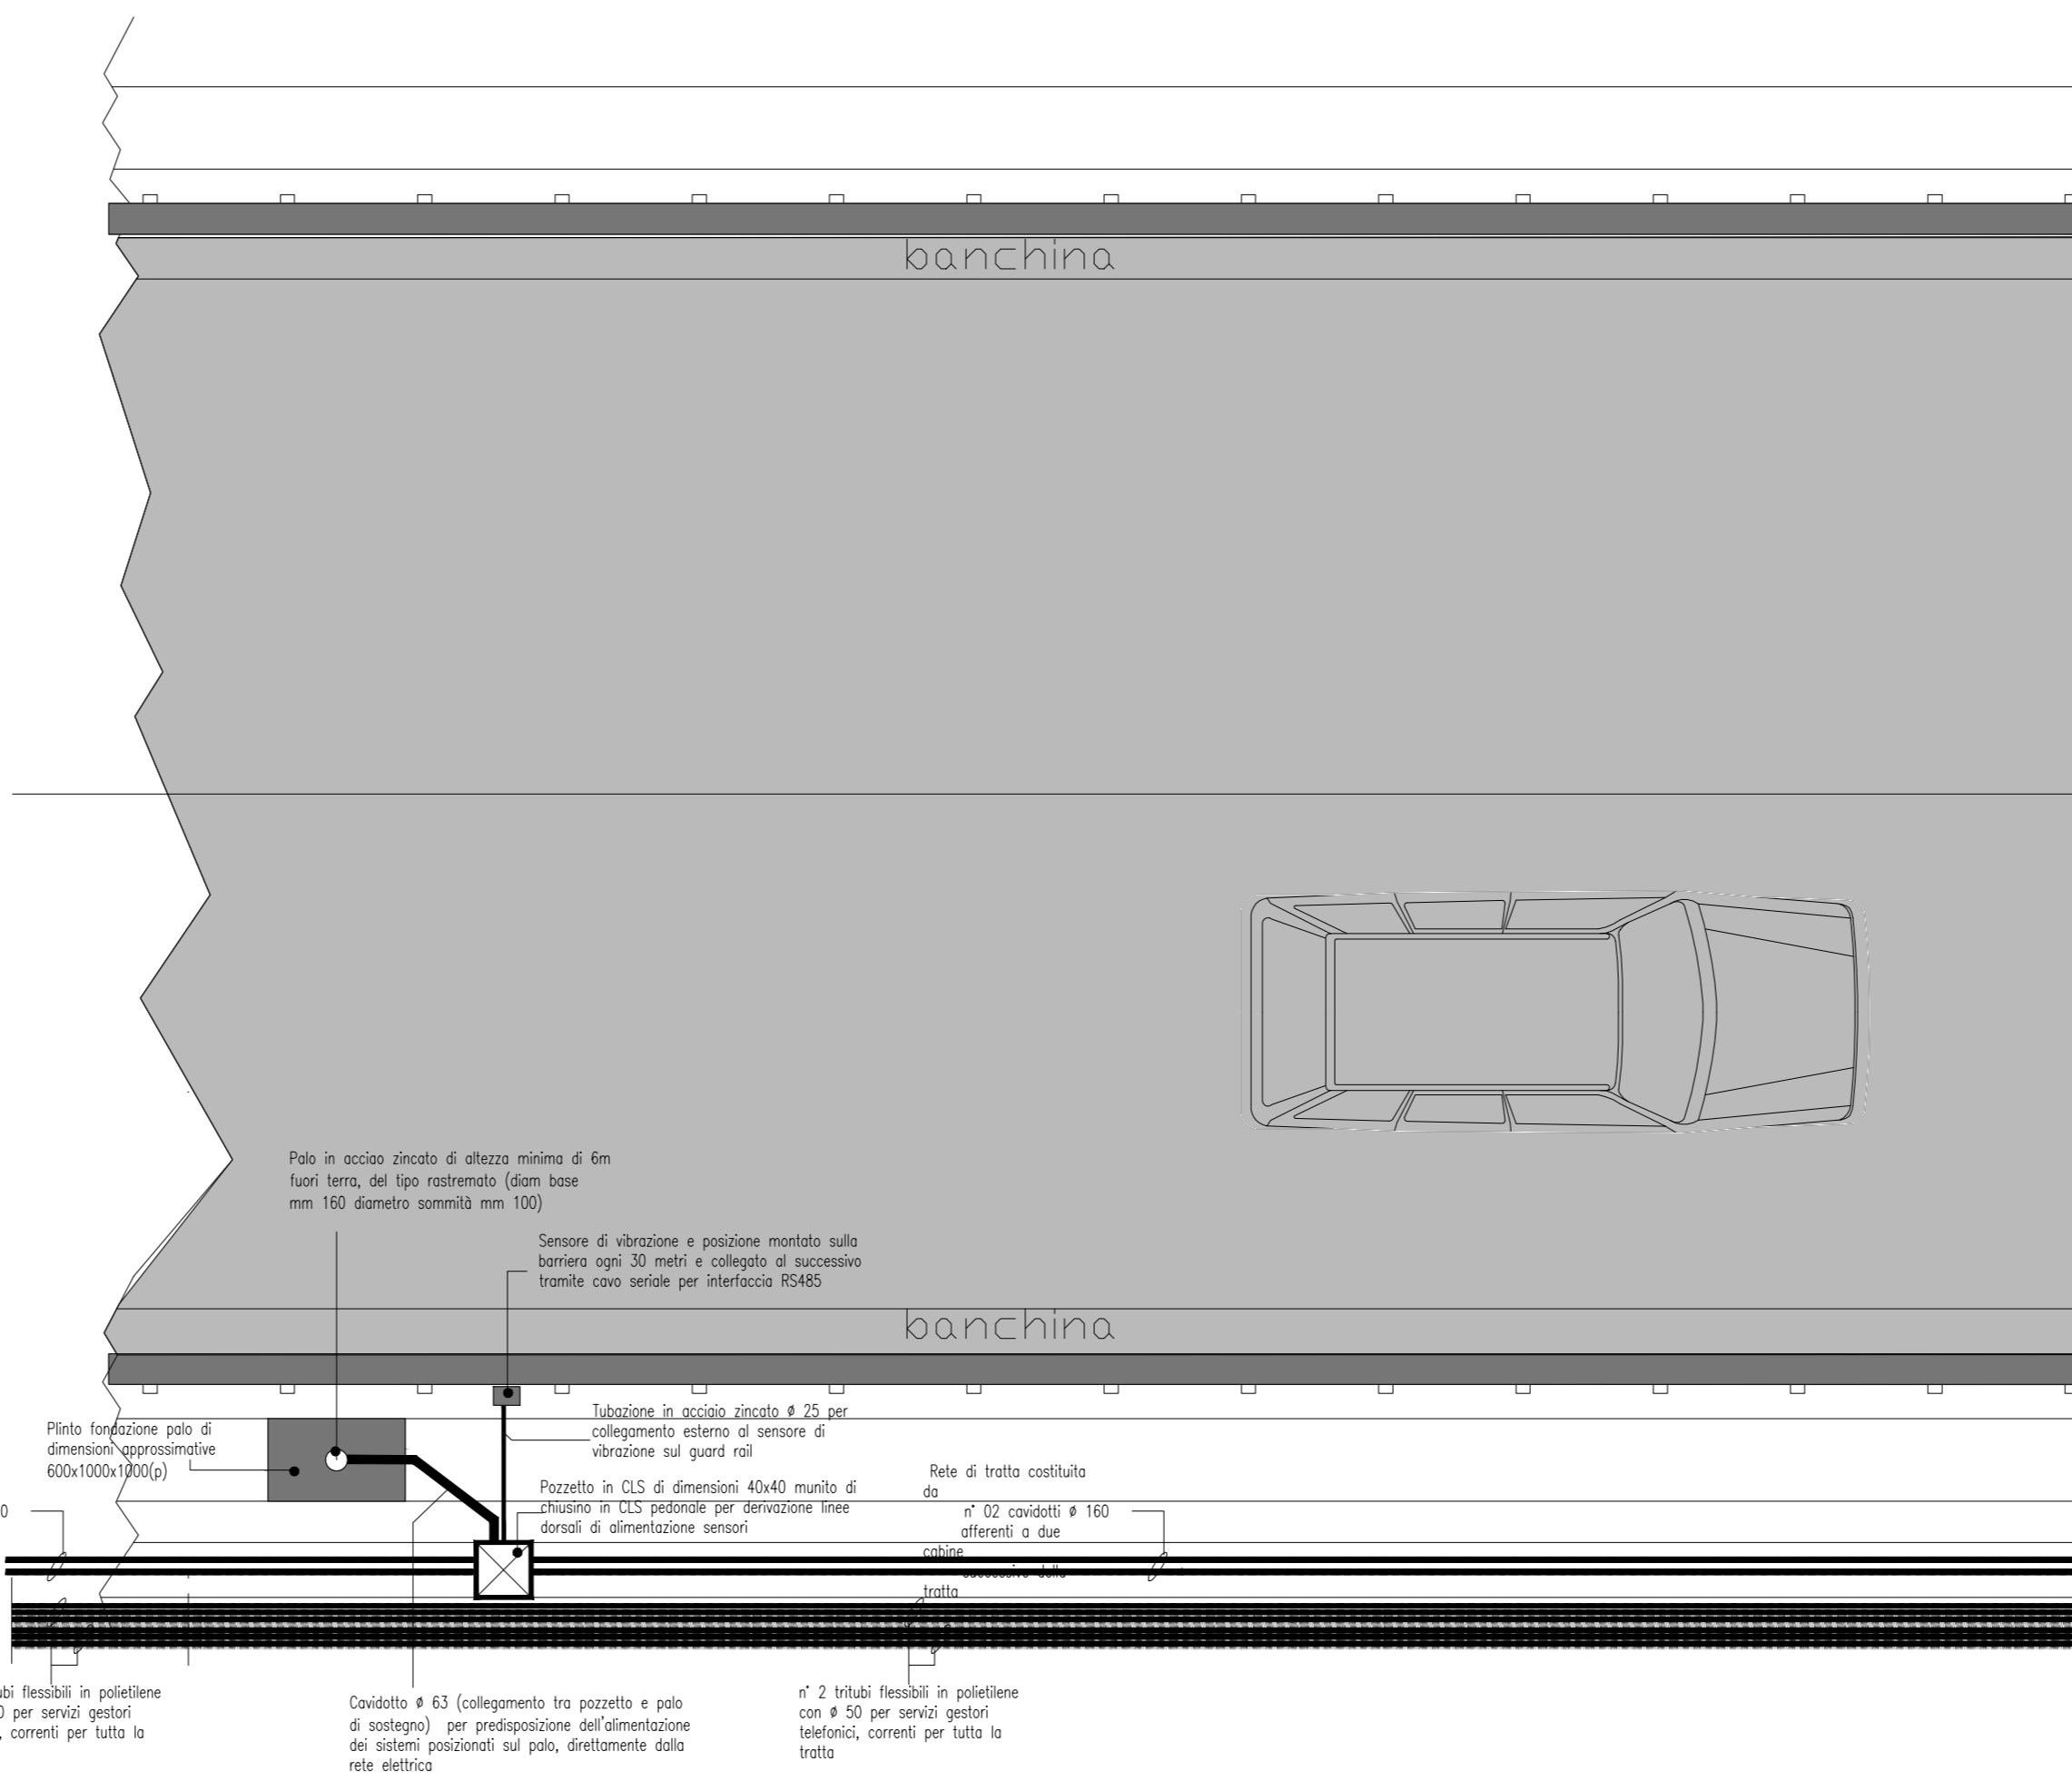 banchina
Palo in acciao zincato di altezza minima di 6m
fuori terra, del tipo rastremato (diam base
mm 160 diametro sommità mm 100)
Sensore di vibrazione e posizione montato sulla
barriera ogni 30 metri e collegato al successivo
tramite cavo seriale per interfaccia RS485
banchina
Plinto fondazione palo di
dimensioni approssimative
600x1000x1000(p)
Tubazione in acciaio zincato ø 25 per
collegamento esterno al sensore di
vibrazione sul guard rail
Pozzetto in CLS di dimensioni 40x40 munito di
chiusino in CLS pedonale per derivazione linee
dorsali di alimentazione sensori
Rete di tratta costituita
da
n° 02 cavidotti ø 160
afferenti a due
cabine
successive della
tratta
0
ubi flessibili in polietilene
0 per servizi gestori
, correnti per tutta la
Cavidotto ø 63 (collegamento tra pozzetto e palo
di sostegno) per predisposizione dell'alimentazione
dei sistemi posizionati sul palo, direttamente dalla
rete elettrica
n° 2 tritubi flessibili in polietilene
con ø 50 per servizi gestori
telefonici, correnti per tutta la
tratta